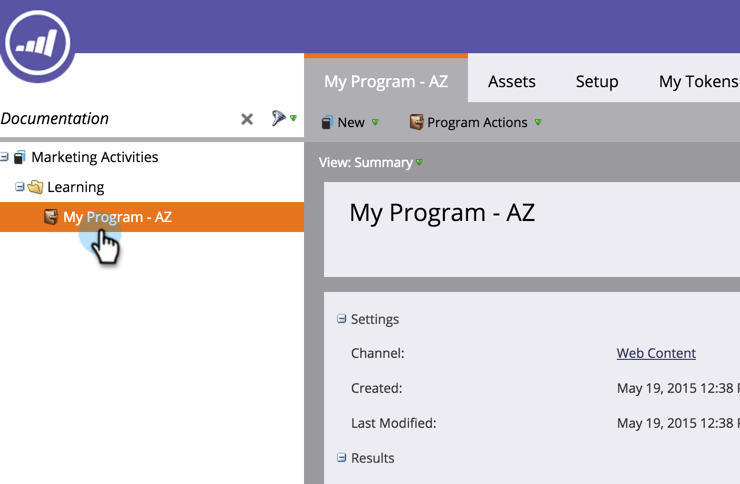 My Program - AZ Assets Setup My Tokens
Documentation
New Program Actions
Marketing Activities
View: Summary
Learning
My Program - AZ
My Program - AZ
Settings
Channel: Web Content
Created: May 19, 2015 12:38
Last Modified: May 19, 2015 12:38
Results